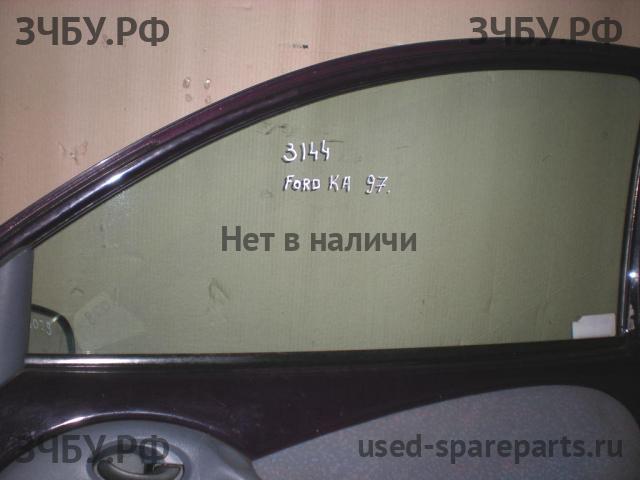 ЗЧБУ.РФ ЗЧБУ.РФ
3144
FORD KA 97.
Нет в наличи
ЗЧБУ.РФ used-spareparts.ru